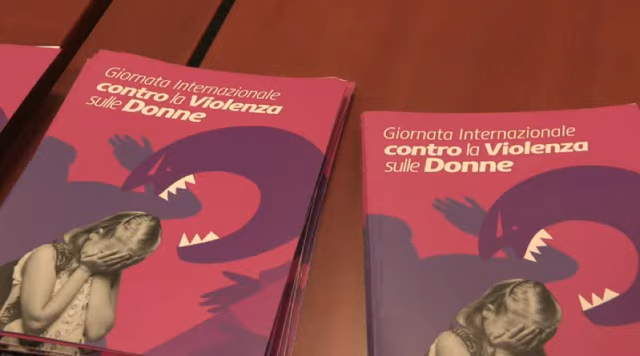 Giornata Internazionale
contro la Violenza
sulle Donne
Giornata Internazionale
contro la Violenza
sulle Donne